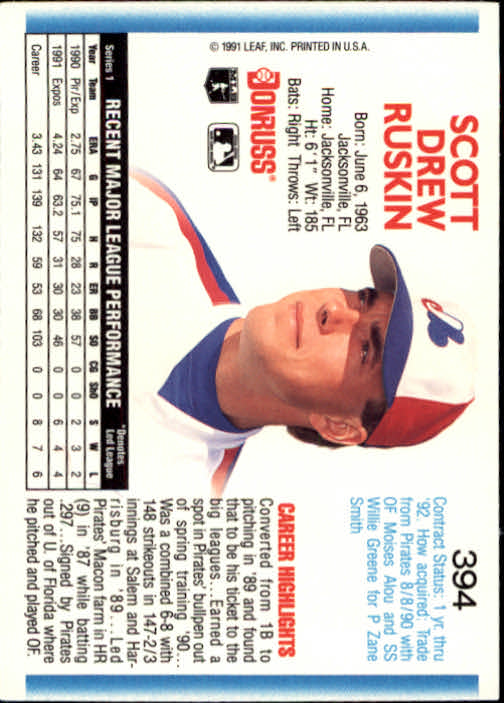 394
SCOTT
DREW
RUSKIN
Born: June 6, 1963
Jacksonville, FL
Home: Jacksonville, FL
Ht: 6'1" Wt: 185
Bats: Right Throws: Left
DONRUSS®
MLB
© 1991 LEAF, INC. PRINTED IN U.S.A.
Contract Status: 1 yr. thru
'92. How acquired: Trade
from Pirates 8/8/90 with
OF Moises Alou and SS
Willie Greene for P Zane
Smith
CAREER HIGHLIGHTS
Converted from 1B to
pitching in '89 and found
that to be his ticket to the
big leagues...Earned a
spot in Pirates' bullpen out
of spring training '90...
Was a combined 6-8 with
148 strikeouts in 147-2/3
innings at Salem and Har-
risburg in '89...Led
Pirates' Macon farm in HR
(9) in '87 while batting
.297...Signed by Pirates
out of U. of Florida where
he pitched and played OF.
Series 1 RECENT MAJOR LEAGUE PERFORMANCE *Denotes
Led League
Year Team ERA G IP H R ER BB SO CG ShO S W L
1990 Pir/Exp 2.75 67 75.1 75 28 23 38 57 0 0 2 3 2
1991 Expos 4.24 64 63.2 57 31 30 30 46 0 0 6 4 4
Career 3.43 131 139 132 59 53 68 103 0 0 8 7 6